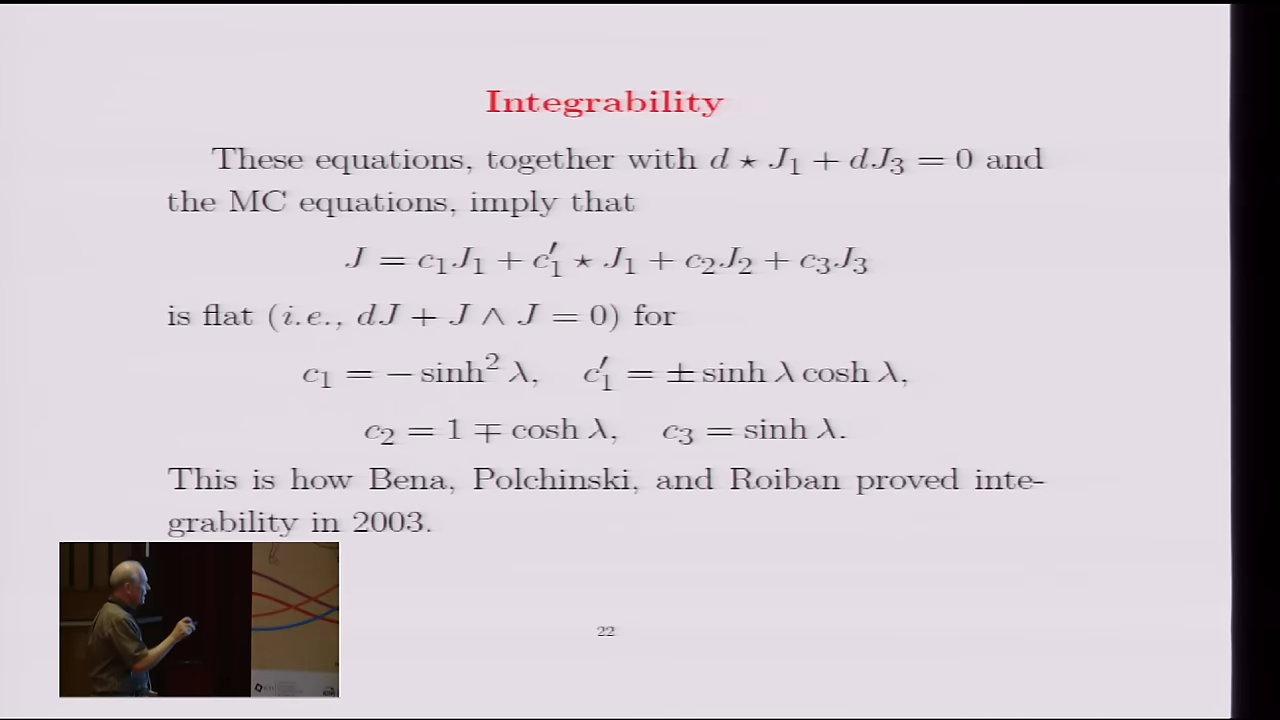 Integrability
These equations, together with d ⋆ J₁ + dJ₃ = 0 and
the MC equations, imply that
J = c₁J₁ + c′₁ ⋆ J₁ + c₂J₂ + c₃J₃
is flat (i.e., dJ + J ∧ J = 0) for
c₁ = − sinh² λ, c′₁ = ± sinh λ cosh λ,
c₂ = 1 ∓ cosh λ, c₃ = sinh λ.
This is how Bena, Polchinski, and Roiban proved inte-
grability in 2003.
22